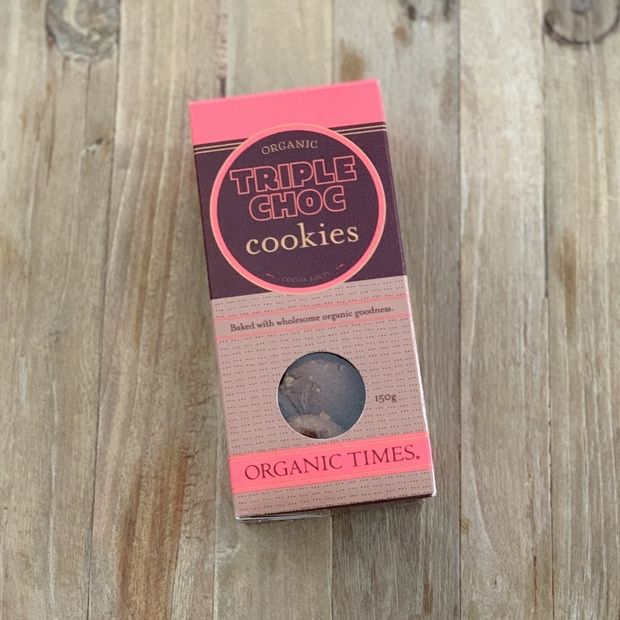 ORGANIC
TRIPLE
CHOC
cookies
Baked with wholesome organic goodness.
150g
ORGANIC TIMES.